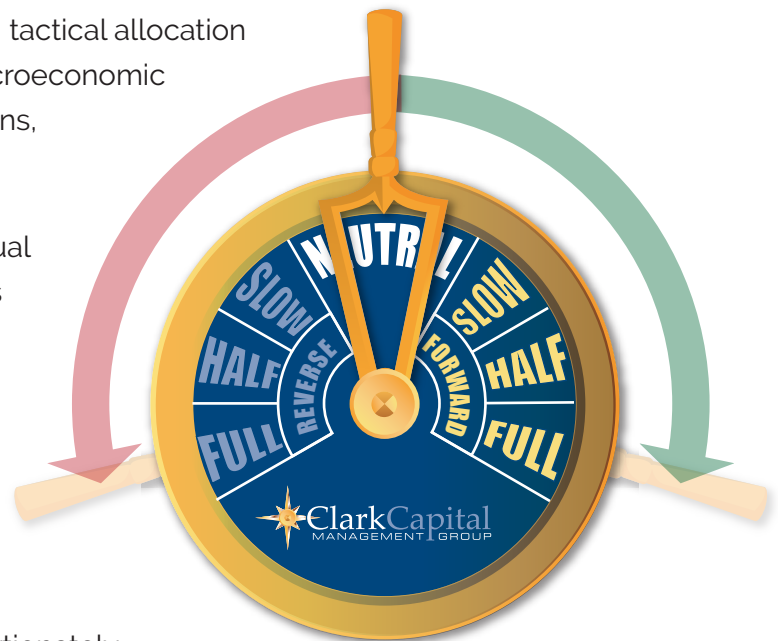 tactical allocation
croeconomic
ns,
ual
NEUTRAL
SLOW
SLOW
HALF
HALF
FULL
FULL
REVERSE
FORWARD
ClarkCapital
MANAGEMENT GROUP